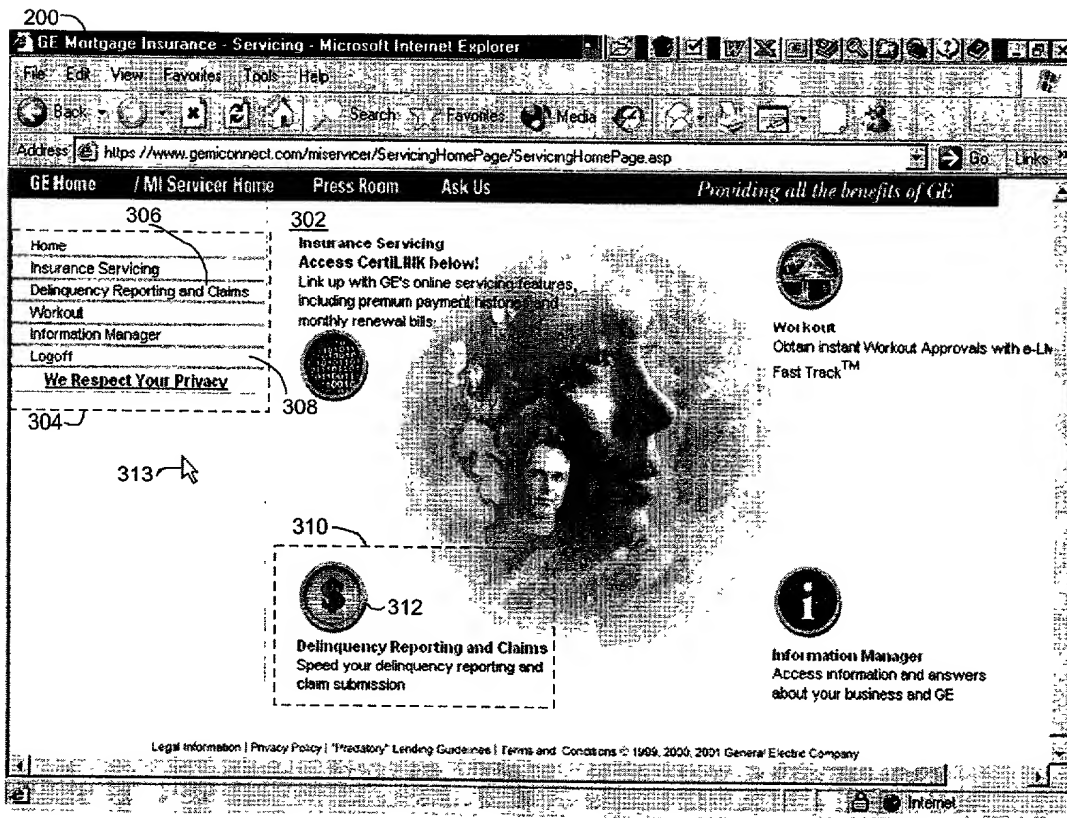 200
GE Mortgage Insurance - Servicing - Microsoft Internet Explorer
File Edit View Favorites Tools Help
Back Search Favorites Media
Address https //www.gemiconnect.com/miservicer/ServicingHomePage/ServicingHomePage.asp Go Links »
GE Home / MI Servicer Home Press Room Ask Us Providing all the benefits of GE
306
302
Home
Insurance Servicing
Delinquency Reporting and Claims
Workout
Information Manager
Logoff
We Respect Your Privacy
304
308
313
Insurance Servicing
Access CertiLINK below!
Link up with GE's online servicing features,
including premium payment histories and
monthly renewal bills.
Workout
Obtain instant Workout Approvals with e-LM
Fast Track™
310
$
312
Delinquency Reporting and Claims
Speed your delinquency reporting and
claim submission
i
Information Manager
Access information and answers
about your business and GE
Legal Information | Privacy Policy | "Predatory" Lending Guidelines | Terms and Conditions © 1999, 2000, 2001 General Electric Company
Internet